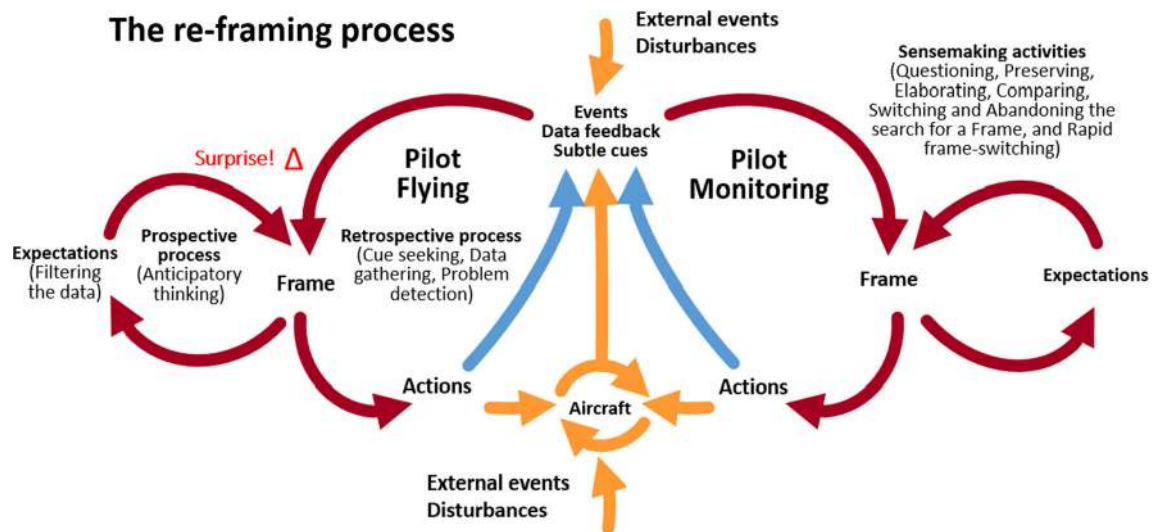 The re-framing process
External events
Disturbances
Sensemaking activities
(Questioning, Preserving,
Elaborating, Comparing,
Switching and Abandoning the
search for a Frame, and Rapid
frame-switching)
Events
Data feedback
Subtle cues
Surprise! Δ
Pilot
Flying
Pilot
Monitoring
Expectations
(Filtering
the data)
Prospective
process
(Anticipatory
thinking)
Frame
Retrospective process
(Cue seeking, Data
gathering, Problem
detection)
Frame
Expectations
Actions
Aircraft
Actions
External events
Disturbances